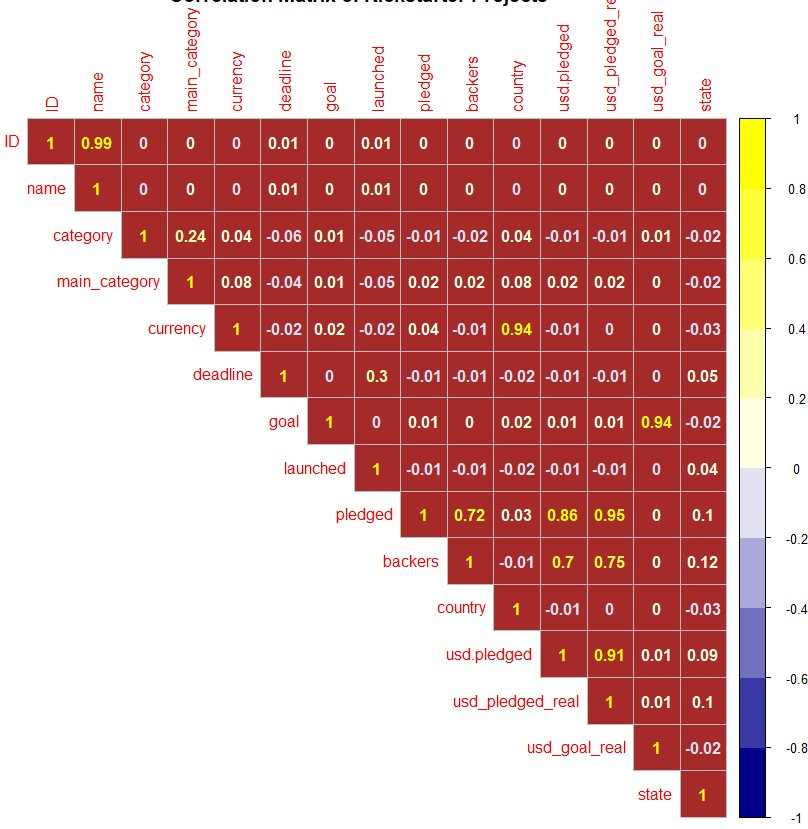 Correlation Matrix of Kickstarter Projects
ID name category main_category currency deadline goal launched pledged backers country usd.pledged usd_pledged_re usd_goal_real state
ID 1 0.99 0 0 0 0.01 0 0.01 0 0 0 0 0 0 0
name 1 0 0 0 0.01 0 0.01 0 0 0 0 0 0 0
category 1 0.24 0.04 -0.06 0.01 -0.05 -0.01 -0.02 0.04 -0.01 -0.01 0.01 -0.02
main_category 1 0.08 -0.04 0.01 -0.05 0.02 0.02 0.08 0.02 0.02 0 -0.02
currency 1 -0.02 0.02 -0.02 0.04 -0.01 0.94 -0.01 0 0 -0.03
deadline 1 0 0.3 -0.01 -0.01 -0.02 -0.01 -0.01 0 0.05
goal 1 0 0.01 0 0.02 0.01 0.01 0.94 -0.02
launched 1 -0.01 -0.01 -0.02 -0.01 -0.01 0 0.04
pledged 1 0.72 0.03 0.86 0.95 0 0.1
backers 1 -0.01 0.7 0.75 0 0.12
country 1 -0.01 0 0 -0.03
usd.pledged 1 0.91 0.01 0.09
usd_pledged_real 1 0.01 0.1
usd_goal_real 1 -0.02
state 1
1
0.8
0.6
0.4
0.2
0
-0.2
-0.4
-0.6
-0.8
-1